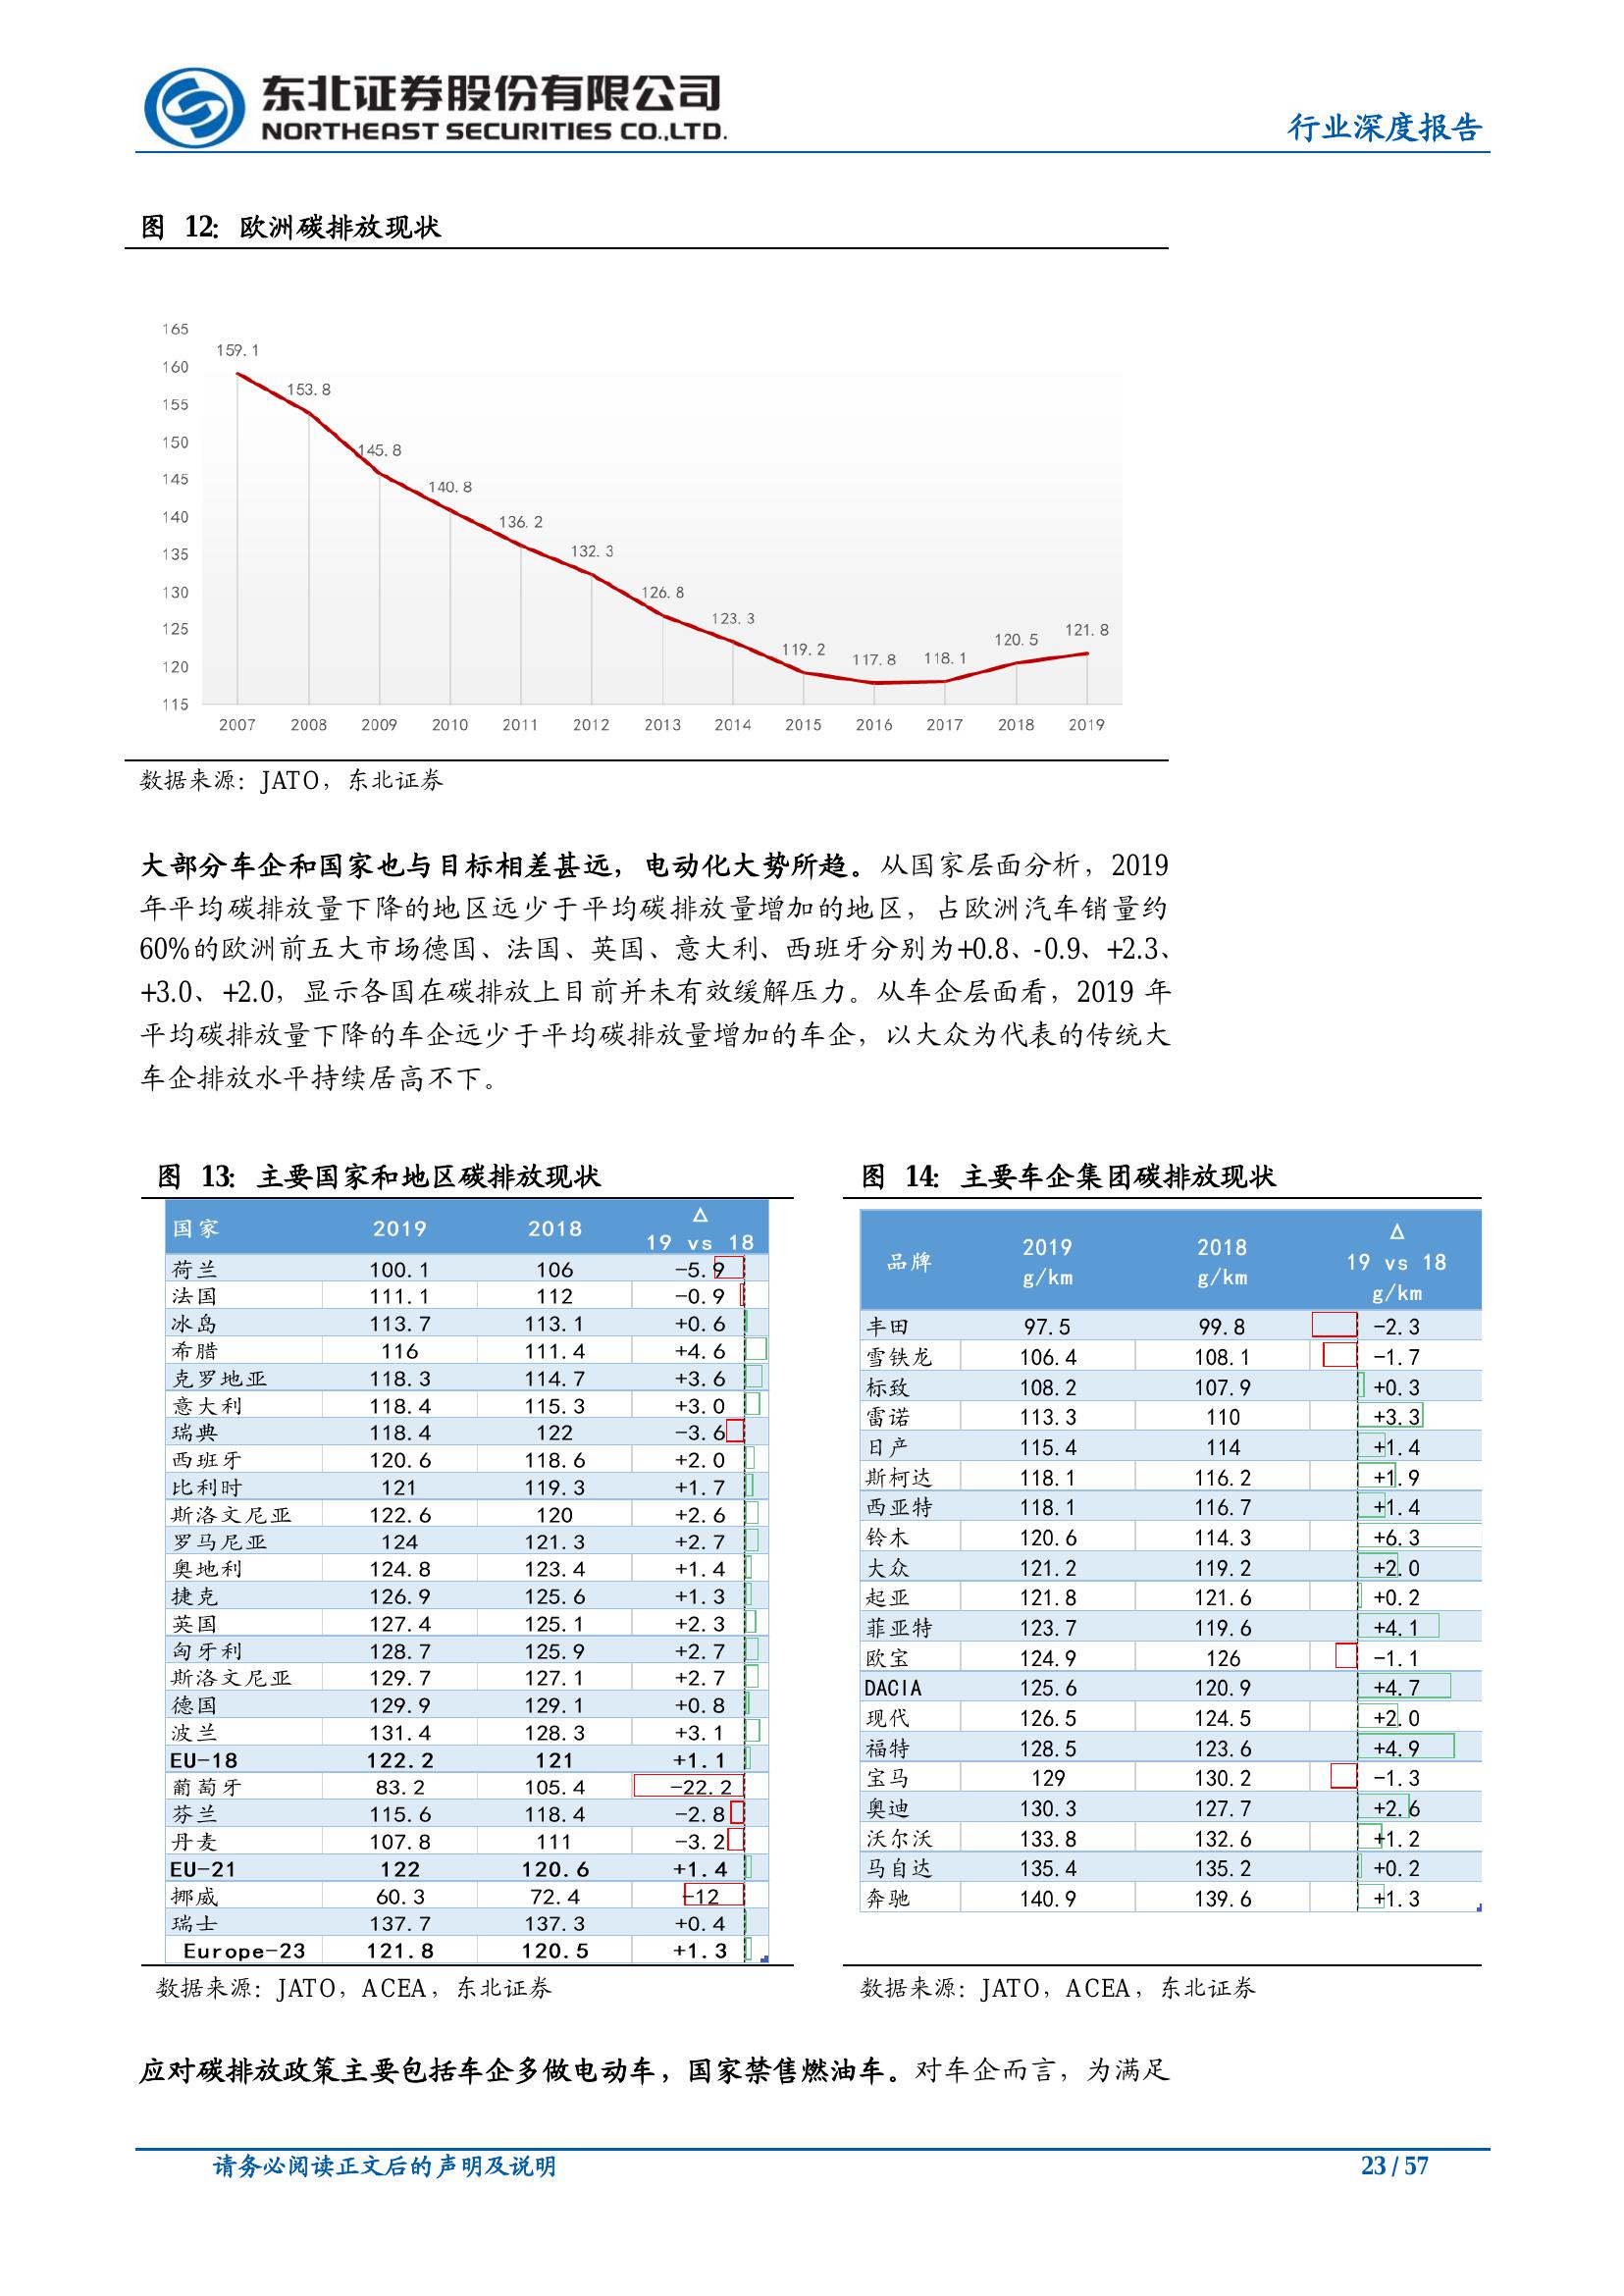 东北证券股份有限公司
NORTHEAST SECURITIES CO.,LTD.
行业深度报告
图 12: 欧洲碳排放现状
165
160
155
150
145
140
135
130
125
120
115
159.1
153.8
145.8
140.8
136.2
132.3
126.8
123.3
119.2
117.8
118.1
120.5
121.8
2007 2008 2009 2010 2011 2012 2013 2014 2015 2016 2017 2018 2019
数据来源：JATO，东北证券
大部分车企和国家也与目标相差甚远，电动化大势所趋。从国家层面分析，2019
年平均碳排放量下降的地区远少于平均碳排放量增加的地区，占欧洲汽车销量约
60%的欧洲前五大市场德国、法国、英国、意大利、西班牙分别为+0.8、-0.9、+2.3、
+3.0、+2.0，显示各国在碳排放上目前并未有效缓解压力。从车企层面看，2019 年
平均碳排放量下降的车企远少于平均碳排放量增加的车企，以大众为代表的传统大
车企排放水平持续居高不下。
图 13: 主要国家和地区碳排放现状
国家 2019 2018 Δ
19 vs 18
荷兰 100.1 106 -5.9
法国 111.1 112 -0.9
冰岛 113.7 113.1 +0.6
希腊 116 111.4 +4.6
克罗地亚 118.3 114.7 +3.6
意大利 118.4 115.3 +3.0
瑞典 118.4 122 -3.6
西班牙 120.6 118.6 +2.0
比利时 121 119.3 +1.7
斯洛文尼亚 122.6 120 +2.6
罗马尼亚 124 121.3 +2.7
奥地利 124.8 123.4 +1.4
捷克 126.9 125.6 +1.3
英国 127.4 125.1 +2.3
匈牙利 128.7 125.9 +2.7
斯洛文尼亚 129.7 127.1 +2.7
德国 129.9 129.1 +0.8
波兰 131.4 128.3 +3.1
EU-18 122.2 121 +1.1
葡萄牙 83.2 105.4 -22.2
芬兰 115.6 118.4 -2.8
丹麦 107.8 111 -3.2
EU-21 122 120.6 +1.4
挪威 60.3 72.4 -12
瑞士 137.7 137.3 +0.4
Europe-23 121.8 120.5 +1.3
数据来源：JATO，ACEA，东北证券
图 14: 主要车企集团碳排放现状
品牌 2019 g/km 2018 g/km Δ
19 vs 18
g/km
丰田 97.5 99.8 -2.3
雪铁龙 106.4 108.1 -1.7
标致 108.2 107.9 +0.3
雷诺 113.3 110 +3.3
日产 115.4 114 +1.4
斯柯达 118.1 116.2 +1.9
西亚特 118.1 116.7 +1.4
铃木 120.6 114.3 +6.3
大众 121.2 119.2 +2.0
起亚 121.8 121.6 +0.2
菲亚特 123.7 119.6 +4.1
欧宝 124.9 126 -1.1
DACIA 125.6 120.9 +4.7
现代 126.5 124.5 +2.0
福特 128.5 123.6 +4.9
宝马 129 130.2 -1.3
奥迪 130.3 127.7 +2.6
沃尔沃 133.8 132.6 +1.2
马自达 135.4 135.2 +0.2
奔驰 140.9 139.6 +1.3
数据来源：JATO，ACEA，东北证券
应对碳排放政策主要包括车企多做电动车，国家禁售燃油车。对车企而言，为满足
请务必阅读正文后的声明及说明
23 / 57